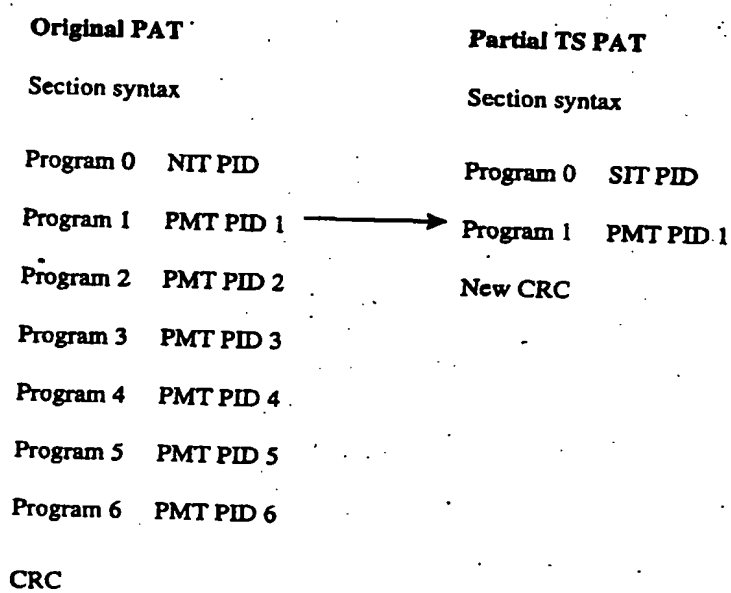 Original PAT
Section syntax
Program 0 NIT PID
Program 1 PMT PID 1
Program 2 PMT PID 2
Program 3 PMT PID 3
Program 4 PMT PID 4
Program 5 PMT PID 5
Program 6 PMT PID 6
CRC
Partial TS PAT
Section syntax
Program 0 SIT PID
Program 1 PMT PID 1
New CRC